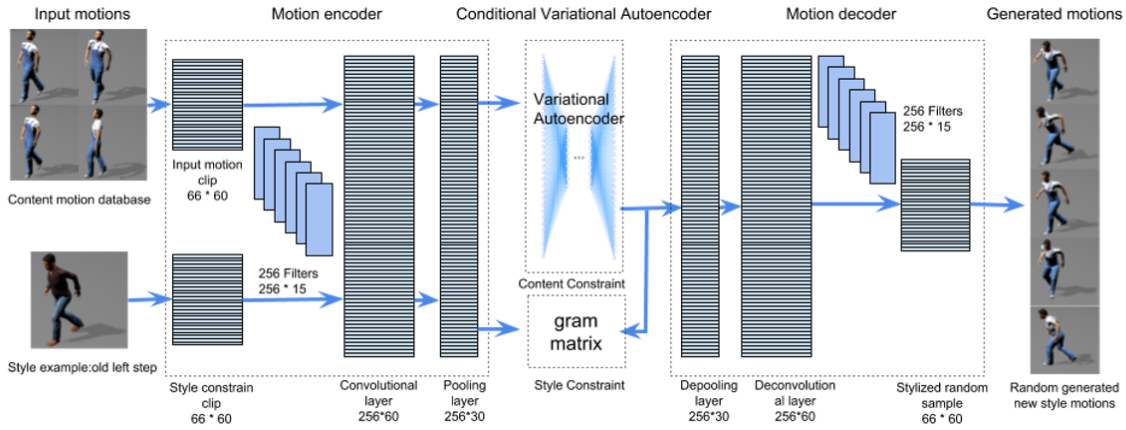 Input motions
Motion encoder
Conditional Variational Autoencoder
Motion decoder
Generated motions
Content motion database
Style example:old left step
Input motion
clip
66 * 60
256 Filters
256 * 15
Style constrain
clip
66 * 60
Convolutional
layer
256*60
Pooling
layer
256*30
Variational
Autoencoder
...
Content Constraint
gram
matrix
Style Constraint
Depooling
layer
256*30
Deconvolution
al layer
256*60
256 Filters
256 * 15
Stylized random
sample
66 * 60
Random generated
new style motions